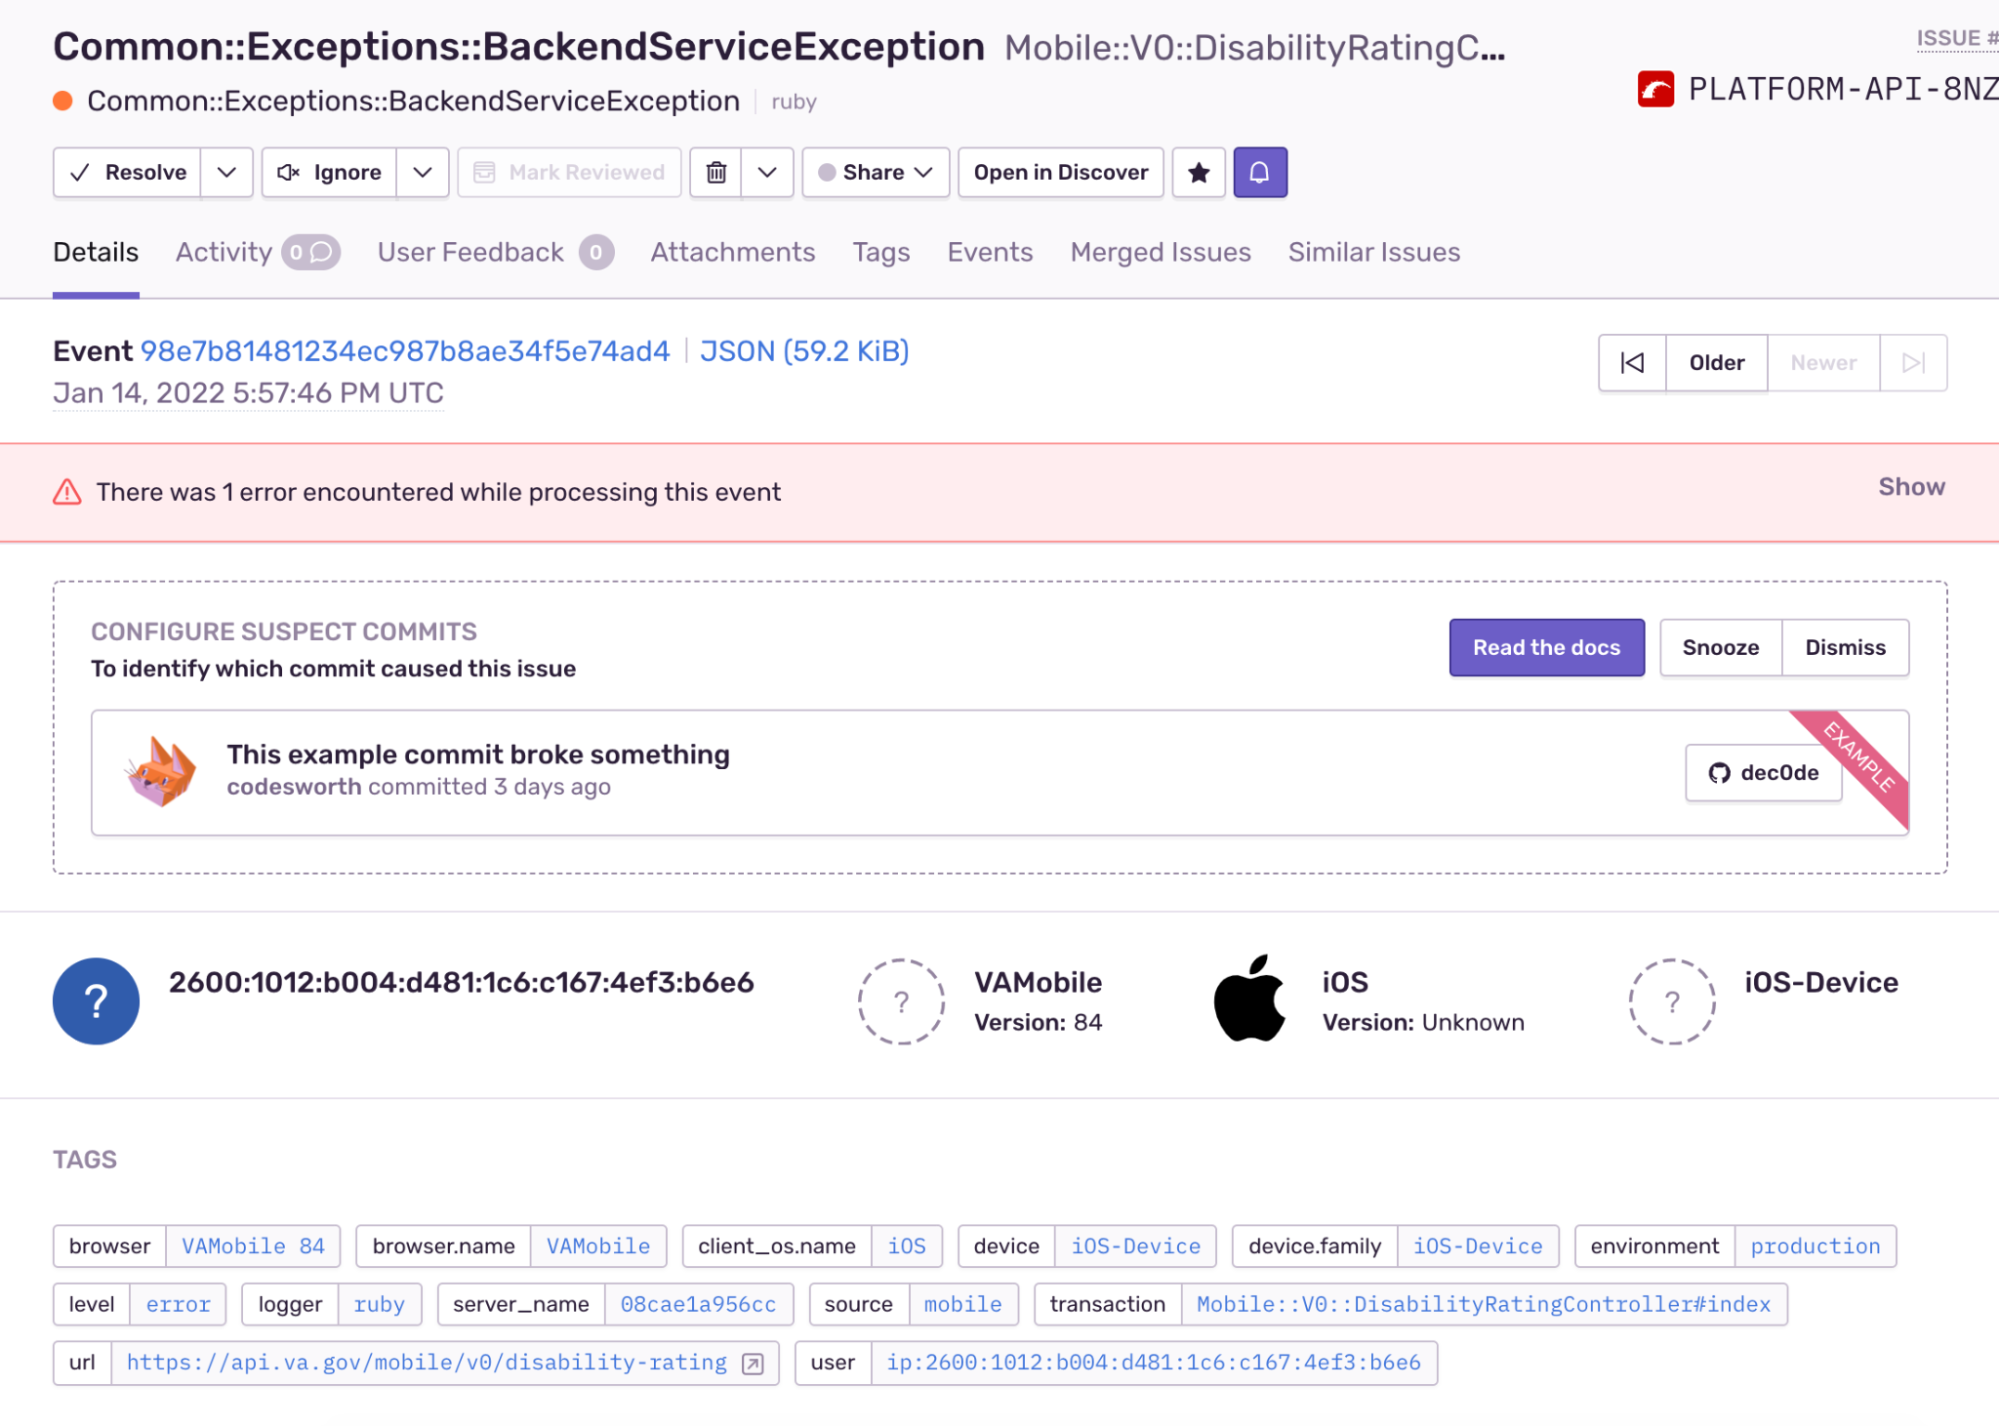 Common::Exceptions::BackendServiceException Mobile::V0::DisabilityRatingC...
ISSUE #
Common::Exceptions::BackendServiceException ruby
PLATFORM-API-8NZ
Resolve Ignore Mark Reviewed Share Open in Discover
Details Activity 0 User Feedback 0 Attachments Tags Events Merged Issues Similar Issues
Event 98e7b81481234ec987b8ae34f5e74ad4 JSON (59.2 KiB)
Jan 14, 2022 5:57:46 PM UTC
Older Newer
There was 1 error encountered while processing this event
Show
CONFIGURE SUSPECT COMMITS
To identify which commit caused this issue
Read the docs Snooze Dismiss
This example commit broke something
codesworth committed 3 days ago
dec0de
EXAMPLE
? 2600:1012:b004:d481:1c6:c167:4ef3:b6e6
? VAMobile
Version: 84
iOS
Version: Unknown
? iOS-Device
TAGS
browser VAMobile 84 browser.name VAMobile client_os.name iOS device iOS-Device device.family iOS-Device environment production
level error logger ruby server_name 08cae1a956cc source mobile transaction Mobile::V0::DisabilityRatingController#index
url https://api.va.gov/mobile/v0/disability-rating user ip:2600:1012:b004:d481:1c6:c167:4ef3:b6e6